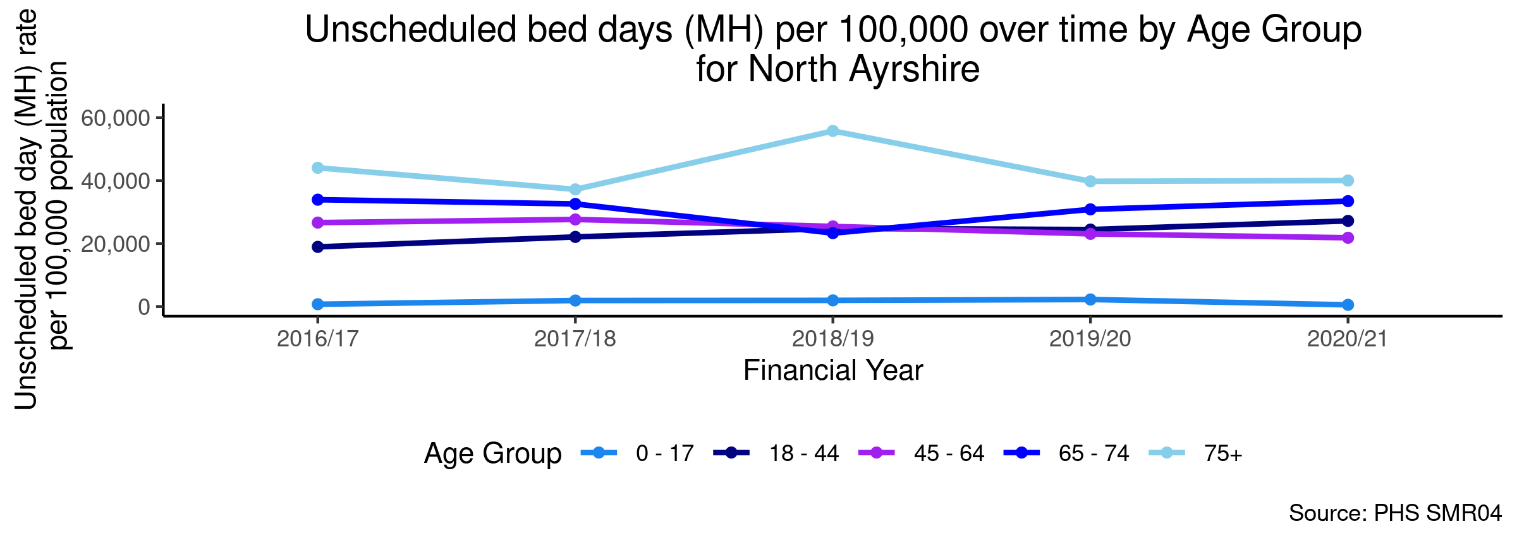 Unscheduled bed days (MH) per 100,000 over time by Age Group
for North Ayrshire
Unscheduled bed day (MH) rate
per 100,000 population
60,000
40,000
20,000
0
2016/17 2017/18 2018/19 2019/20 2020/21
Financial Year
Age Group 0 - 17 18 - 44 45 - 64 65 - 74 75+
Source: PHS SMR04